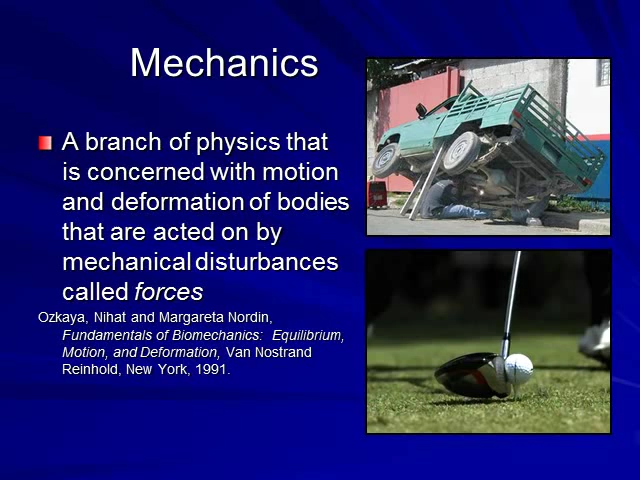 Mechanics
A branch of physics that
is concerned with motion
and deformation of bodies
that are acted on by
mechanical disturbances
called forces
Ozkaya, Nihat and Margareta Nordin,
Fundamentals of Biomechanics: Equilibrium,
Motion, and Deformation, Van Nostrand
Reinhold, New York, 1991.